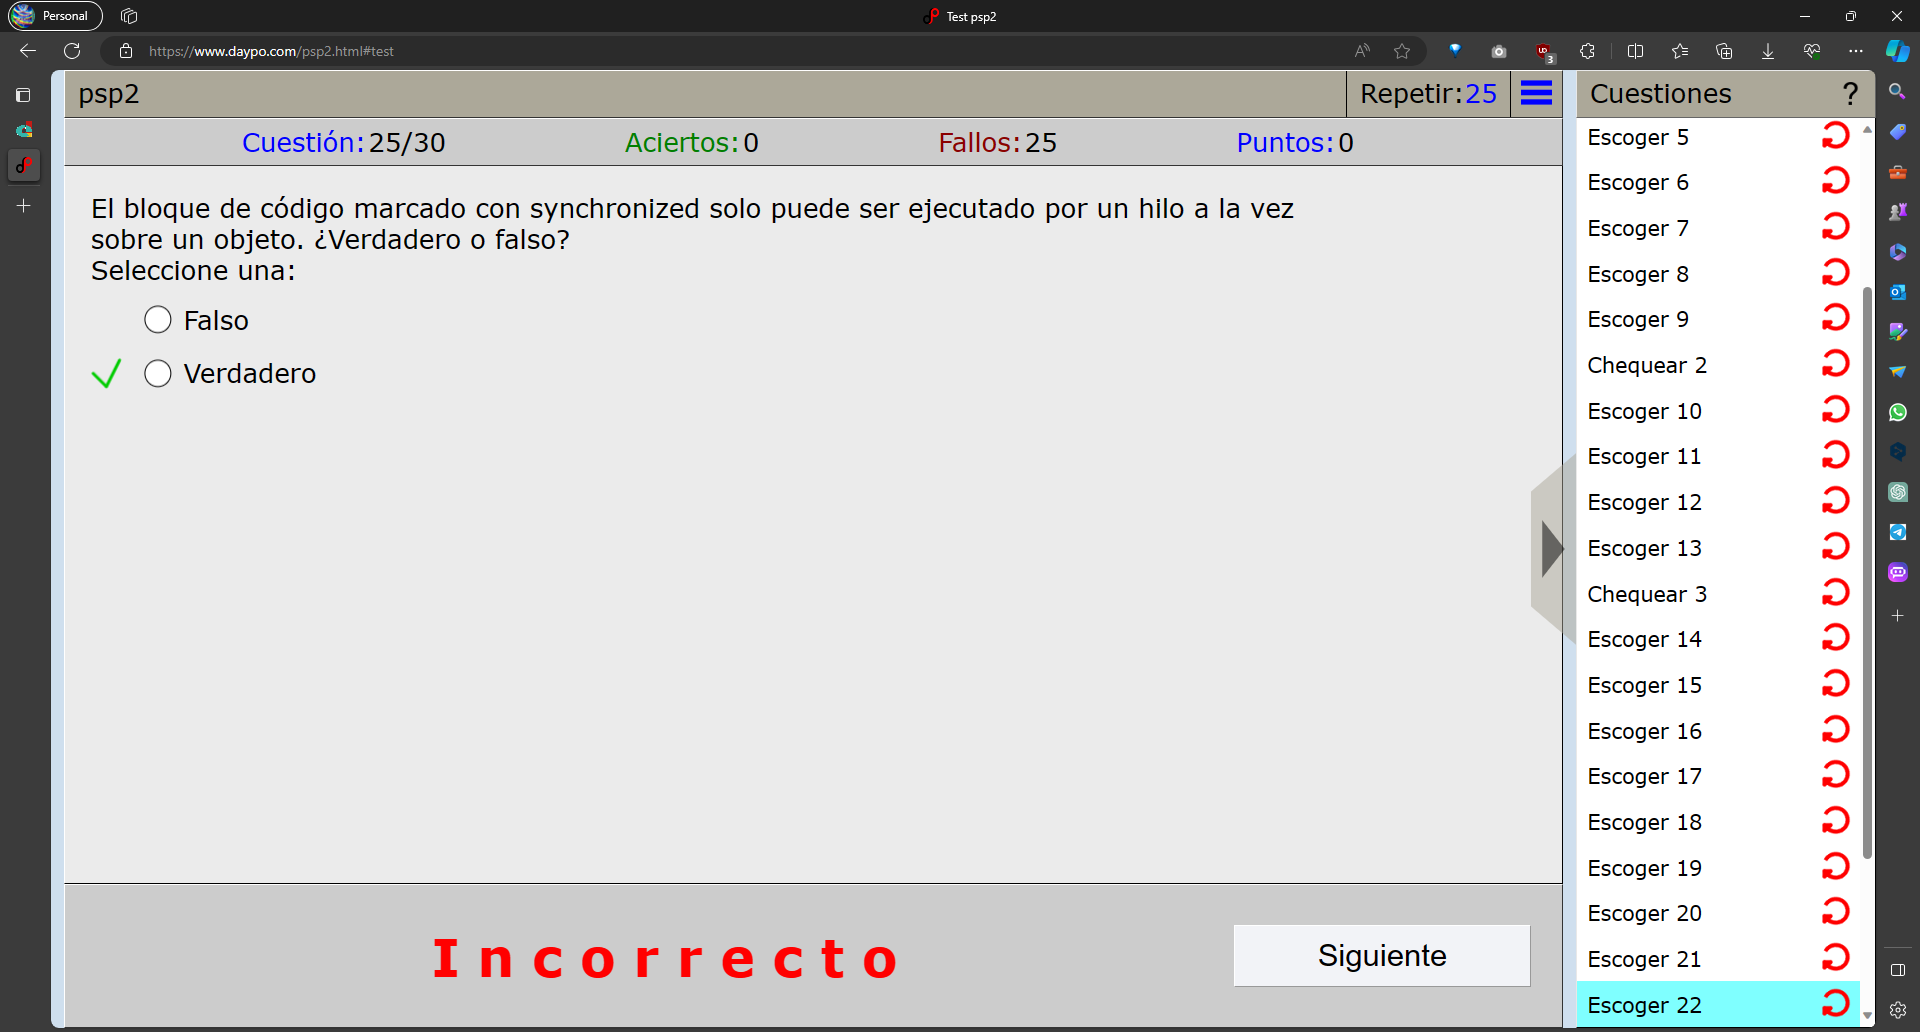 Personal
Test psp2
https://www.daypo.com/psp2.html#test
3
psp2
Repetir:25
Cuestiones
?
Cuestión:25/30
Aciertos:0
Fallos:25
Puntos:0
El bloque de código marcado con synchronized solo puede ser ejecutado por un hilo a la vez
sobre un objeto. ¿Verdadero o falso?
Seleccione una:
Falso
Verdadero
Incorrecto
Siguiente
Escoger 5
Escoger 6
Escoger 7
Escoger 8
Escoger 9
Chequear 2
Escoger 10
Escoger 11
Escoger 12
Escoger 13
Chequear 3
Escoger 14
Escoger 15
Escoger 16
Escoger 17
Escoger 18
Escoger 19
Escoger 20
Escoger 21
Escoger 22